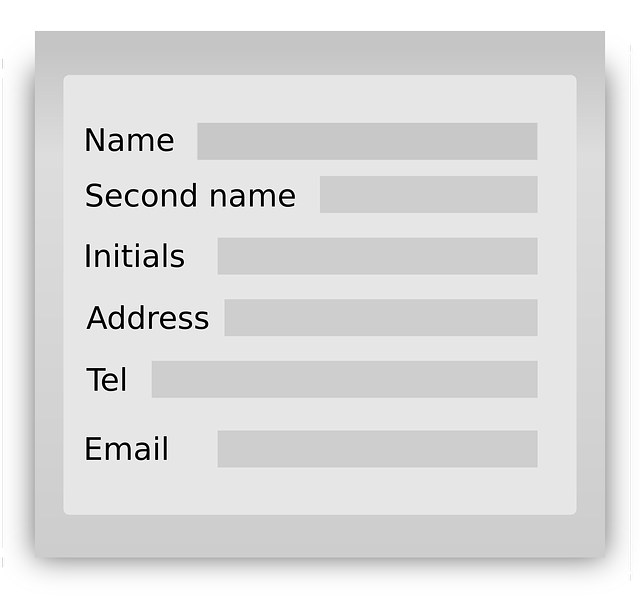 Name
Second name
Initials
Address
Tel
Email